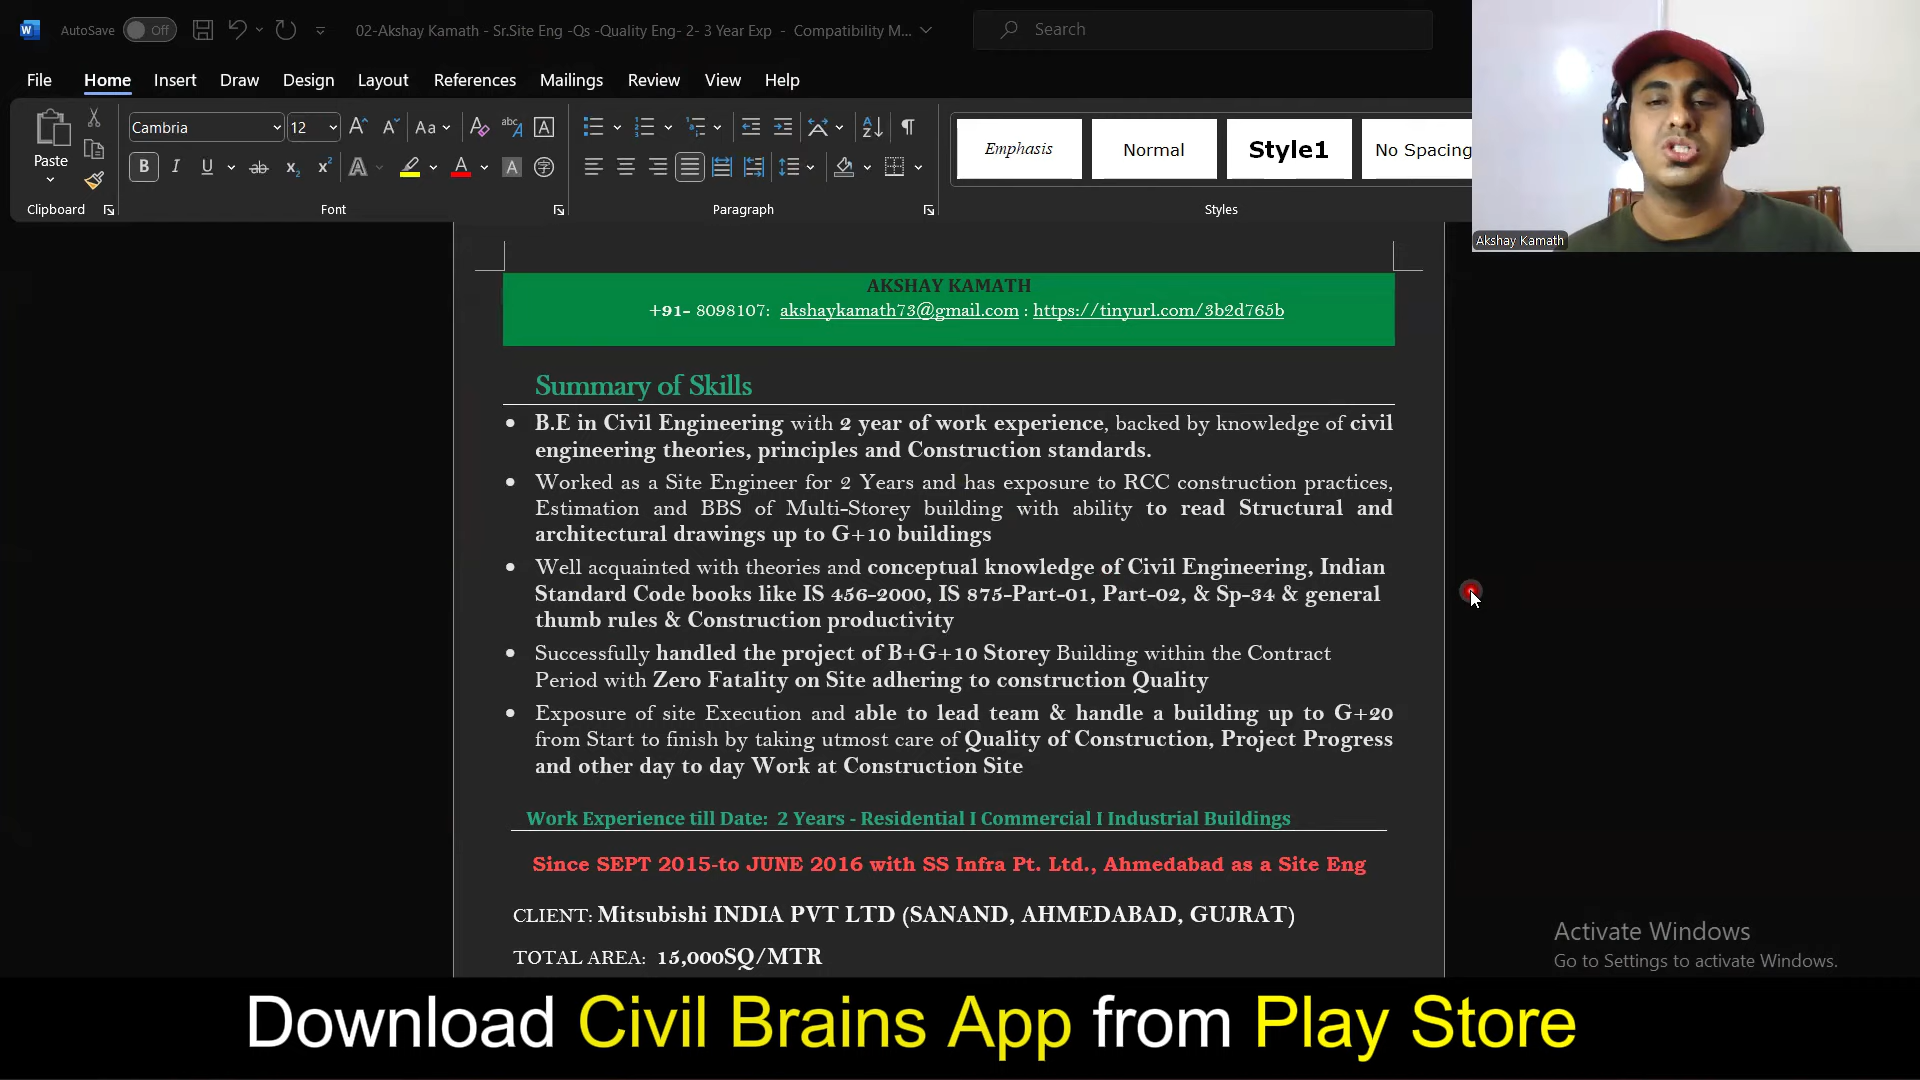 AutoSave Off 02-Akshay Kamath - Sr.Site Eng -Qs -Quality Eng- 2- 3 Year Exp - Compatibility M... Search
File Home Insert Draw Design Layout References Mailings Review View Help
Cambria 12 Aa abc A
Paste B I U ab x₂ x² A A A Emphasis Normal Style1 No Spacing
Clipboard Font Paragraph Styles
Akshay Kamath
AKSHAY KAMATH
+91- 8098107: akshaykamath73@gmail.com : https://tinyurl.com/3b2d765b
Summary of Skills
• B.E in Civil Engineering with 2 year of work experience, backed by knowledge of civil
engineering theories, principles and Construction standards.
• Worked as a Site Engineer for 2 Years and has exposure to RCC construction practices,
Estimation and BBS of Multi-Storey building with ability to read Structural and
architectural drawings up to G+10 buildings
• Well acquainted with theories and conceptual knowledge of Civil Engineering, Indian
Standard Code books like IS 456-2000, IS 875-Part-01, Part-02, & Sp-34 & general
thumb rules & Construction productivity
• Successfully handled the project of B+G+10 Storey Building within the Contract
Period with Zero Fatality on Site adhering to construction Quality
• Exposure of site Execution and able to lead team & handle a building up to G+20
from Start to finish by taking utmost care of Quality of Construction, Project Progress
and other day to day Work at Construction Site
Work Experience till Date: 2 Years - Residential I Commercial I Industrial Buildings
Since SEPT 2015-to JUNE 2016 with SS Infra Pt. Ltd., Ahmedabad as a Site Eng
CLIENT: Mitsubishi INDIA PVT LTD (SANAND, AHMEDABAD, GUJRAT)
TOTAL AREA: 15,000SQ/MTR
Activate Windows
Go to Settings to activate Windows.
Download Civil Brains App from Play Store